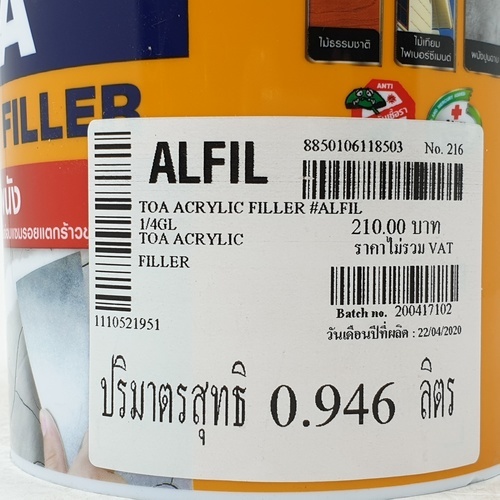 A
FILLER
ไม้ธรรมชาติ
ไม้เทียม
ไฟเบอร์ซีเมนต์
ANTI
ALFIL
8850106118503 No. 216
TOA ACRYLIC FILLER #ALFIL
1/4GL
210.00 บาท
TOA ACRYLIC
ราคาไม่รวม VAT
FILLER
Batch no. 200417102
วันเดือนปีที่ผลิต : 22/04/2020
1110521951
ปริมาตรสุทธิ 0.946 ลิตร